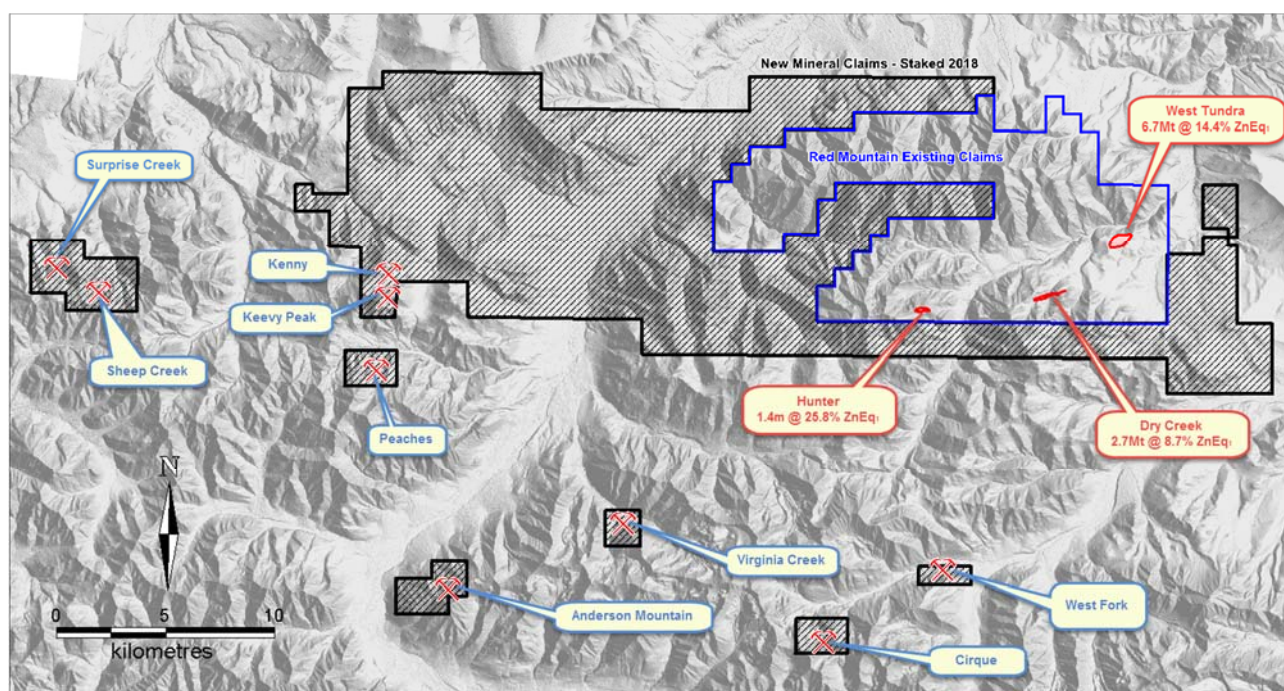 New Mineral Claims - Staked 2018
West Tundra
6.7Mt @ 14.4% ZnEq₁
Red Mountain Existing Claims
Surprise Creek
Kenny
Keevy Peak
Sheep Creek
Hunter
1.4m @ 25.8% ZnEq₁
Dry Creek
2.7Mt @ 8.7% ZnEq₁
Peaches
N
Virginia Creek
West Fork
Anderson Mountain
0 5 10
kilometres
Cirque